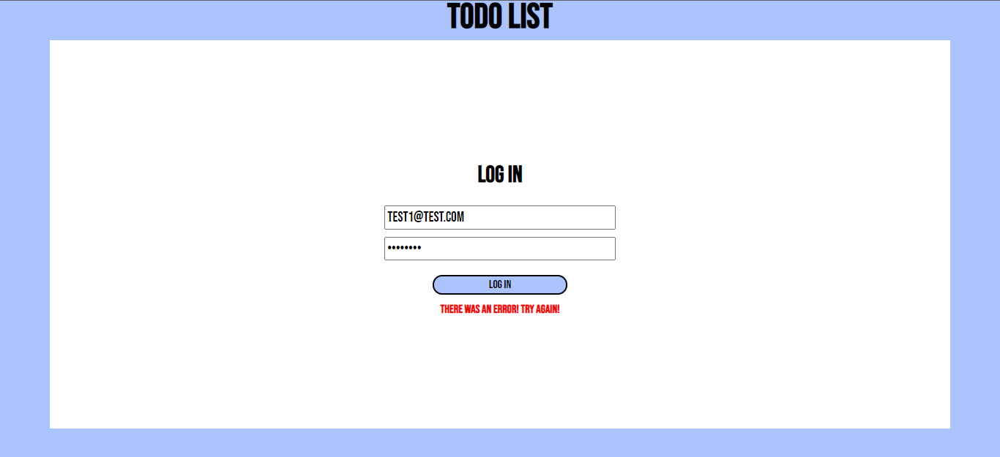 TODO LIST
LOG IN
TEST1@TEST.COM
••••••••
LOG IN
THERE WAS AN ERROR! TRY AGAIN!